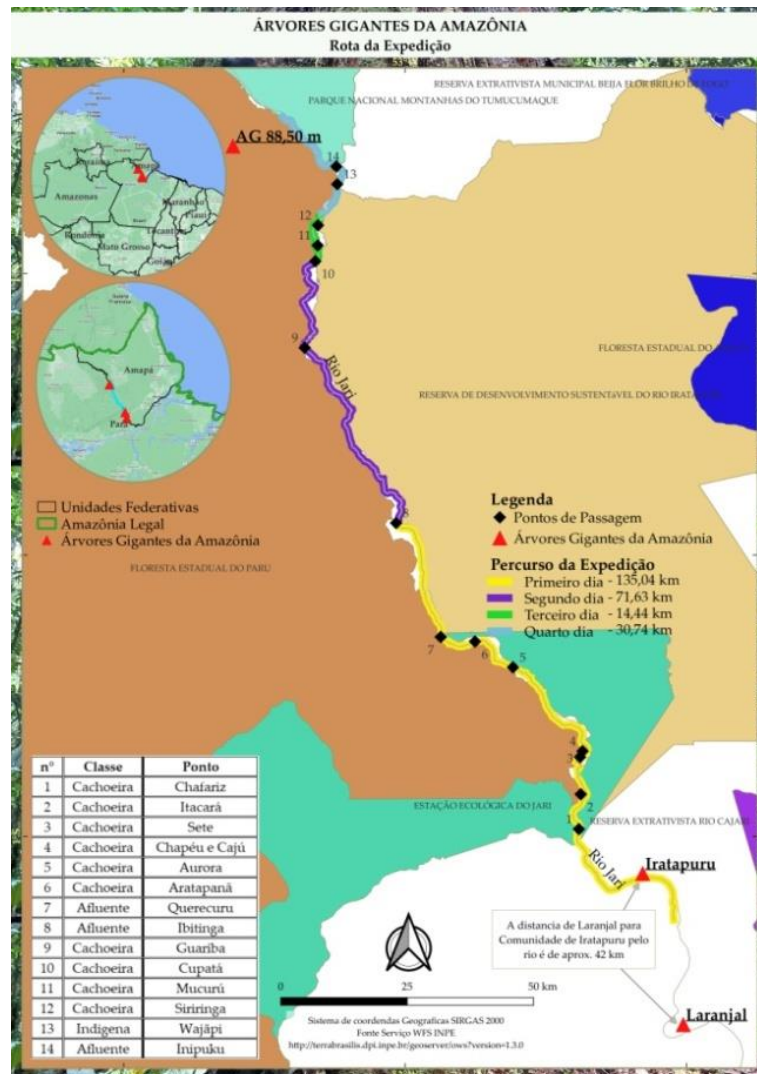 ÁRVORES GIGANTES DA AMAZÔNIA
Rota da Expedição
RESERVA EXTRATIVISTA MUNICIPAL BEIJA FLOR BRILHO DE FOGO
PARQUE NACIONAL MONTANHAS DO TUMUCUMAQUE
AG 88,50 m
14
13
12
11
10
9
Rio Jari
Amazonas
Amapá
Maranhão
Piauí
Rondônia
Mato Grosso
Goiás
Amapá
Pará
FLORESTA ESTADUAL DO
RESERVA DE DESENVOLVIMENTO SUSTENTáVEL DO RIO
Unidades Federativas
Amazônia Legal
Árvores Gigantes da Amazônia
8
FLORESTA ESTADUAL DO PARU
Legenda
Pontos de Passagem
Árvores Gigantes da Amazônia
Percurso da Expedição
Primeiro dia - 135,04 km
Segundo dia - 71,63 km
Terceiro dia - 14,44 km
Quarto dia - 30,74 km
7
6
5
4
3
2
1
ESTAÇÃO ECOLÓGICA DO JARI
RESERVA EXTRATIVISTA RIO CAJARI
Rio Jari
Iratapuru
A distancia de Laranjal para
Comunidade de Iratapuru pelo
rio é de aprox. 42 km
Laranjal
nº Classe Ponto
1 Cachoeira Chafariz
2 Cachoeira Itacará
3 Cachoeira Sete
4 Cachoeira Chapéu e Cajú
5 Cachoeira Aurora
6 Cachoeira Aratapanã
7 Afluente Querecuru
8 Afluente Ibitinga
9 Cachoeira Guariba
10 Cachoeira Cupatá
11 Cachoeira Mucurú
12 Cachoeira Siriringa
13 Indígena Wajãpi
14 Afluente Inipuku
0 25 50 km
Sistema de coordendas Geograficas SIRGAS 2000
Fonte Serviço WFS INPE
http://terrabrasilis.dpi.inpe.br/geoserver/ows?version=1.3.0